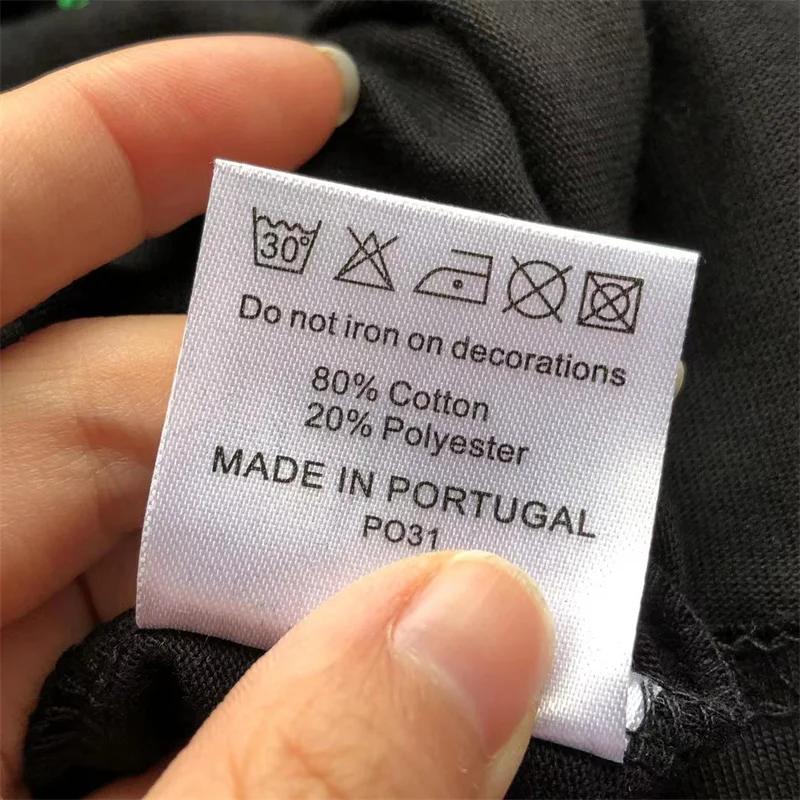 30°
Do not iron on decorations
80% Cotton
20% Polyester
MADE IN PORTUGAL
PO31